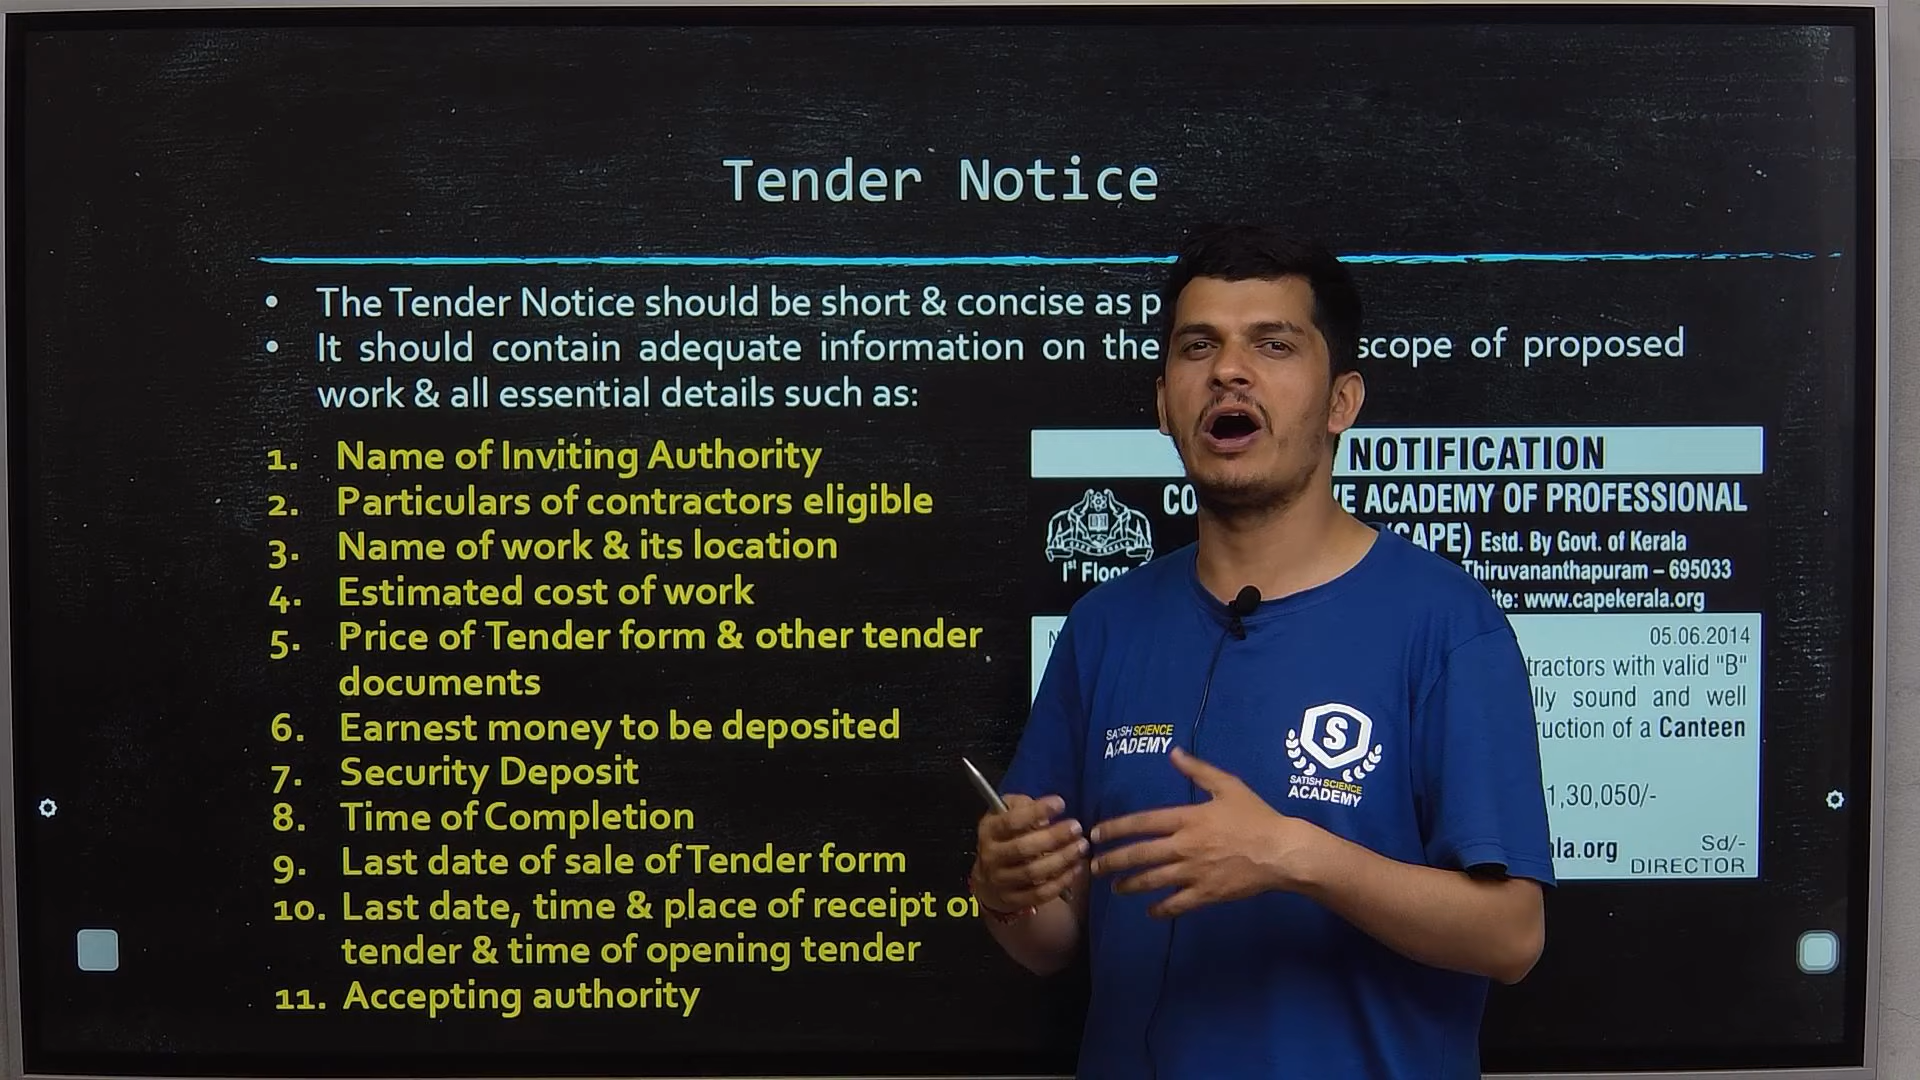 Tender Notice
• The Tender Notice should be short & concise as
• It should contain adequate information on the scope of proposed
work & all essential details such as:
1. Name of Inviting Authority
2. Particulars of contractors eligible
3. Name of work & its location
4. Estimated cost of work
5. Price of Tender form & other tender
documents
6. Earnest money to be deposited
7. Security Deposit
8. Time of Completion
9. Last date of sale of Tender form
10. Last date, time & place of receipt of
tender & time of opening tender
11. Accepting authority
NOTIFICATION
ACADEMY OF PROFESSIONAL
(CAPE) Estd. By Govt. of Kerala
1st Floor
Thiruvananthapuram – 695033
www.capekerala.org
05.06.2014
with valid "B"
sound and well
of a Canteen
1,30,050/-
Sd/-
DIRECTOR
CAPE KERALA
SATISH SCIENCE
ACADEMY
S
SATISH SCIENCE
ACADEMY